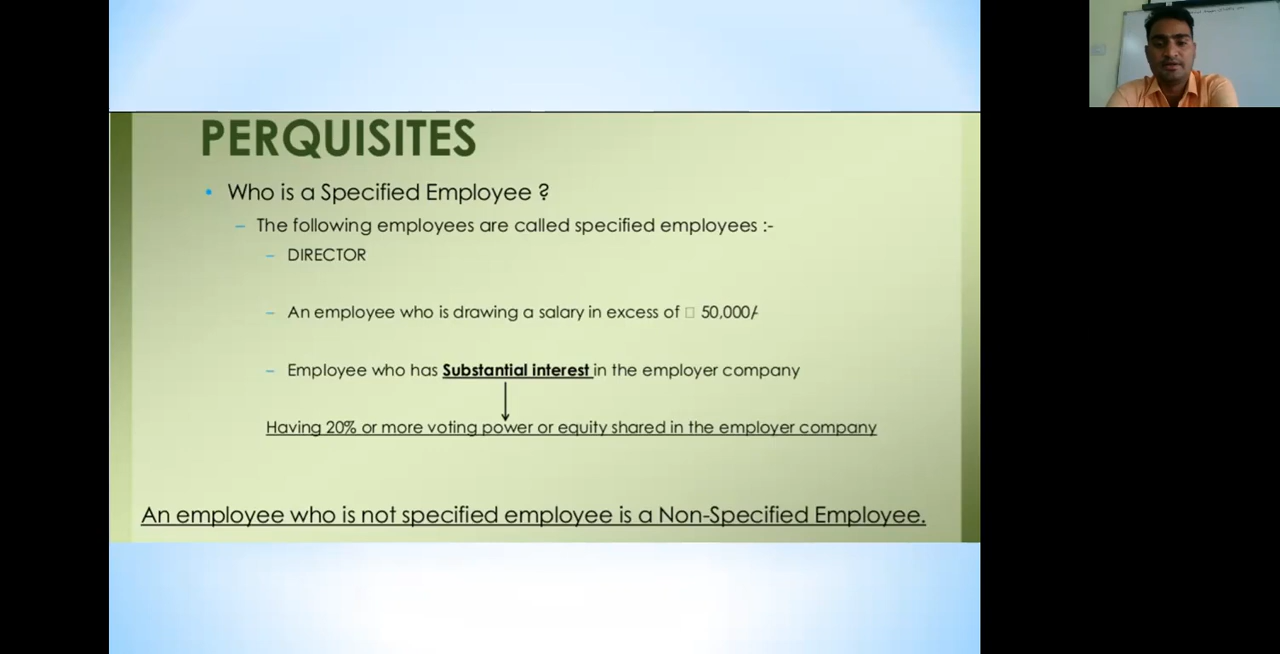 PERQUISITES
• Who is a Specified Employee ?
– The following employees are called specified employees :-
– DIRECTOR
– An employee who is drawing a salary in excess of 50,000/-
– Employee who has Substantial interest in the employer company
Having 20% or more voting power or equity shared in the employer company
An employee who is not specified employee is a Non-Specified Employee.